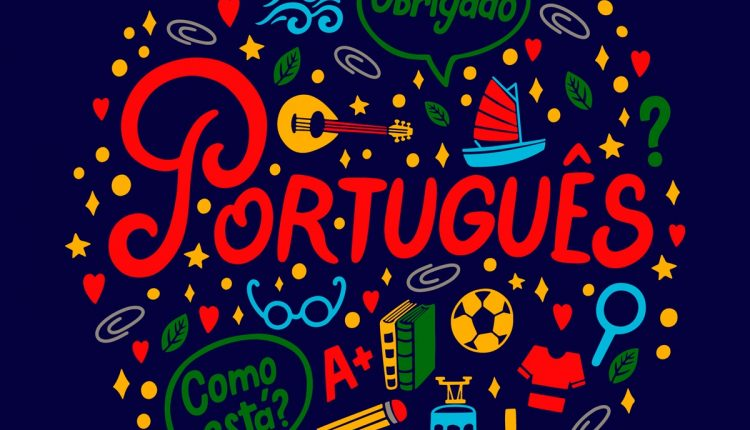 Obrigado
PORTUGUÊS
?
A+
Como
está?